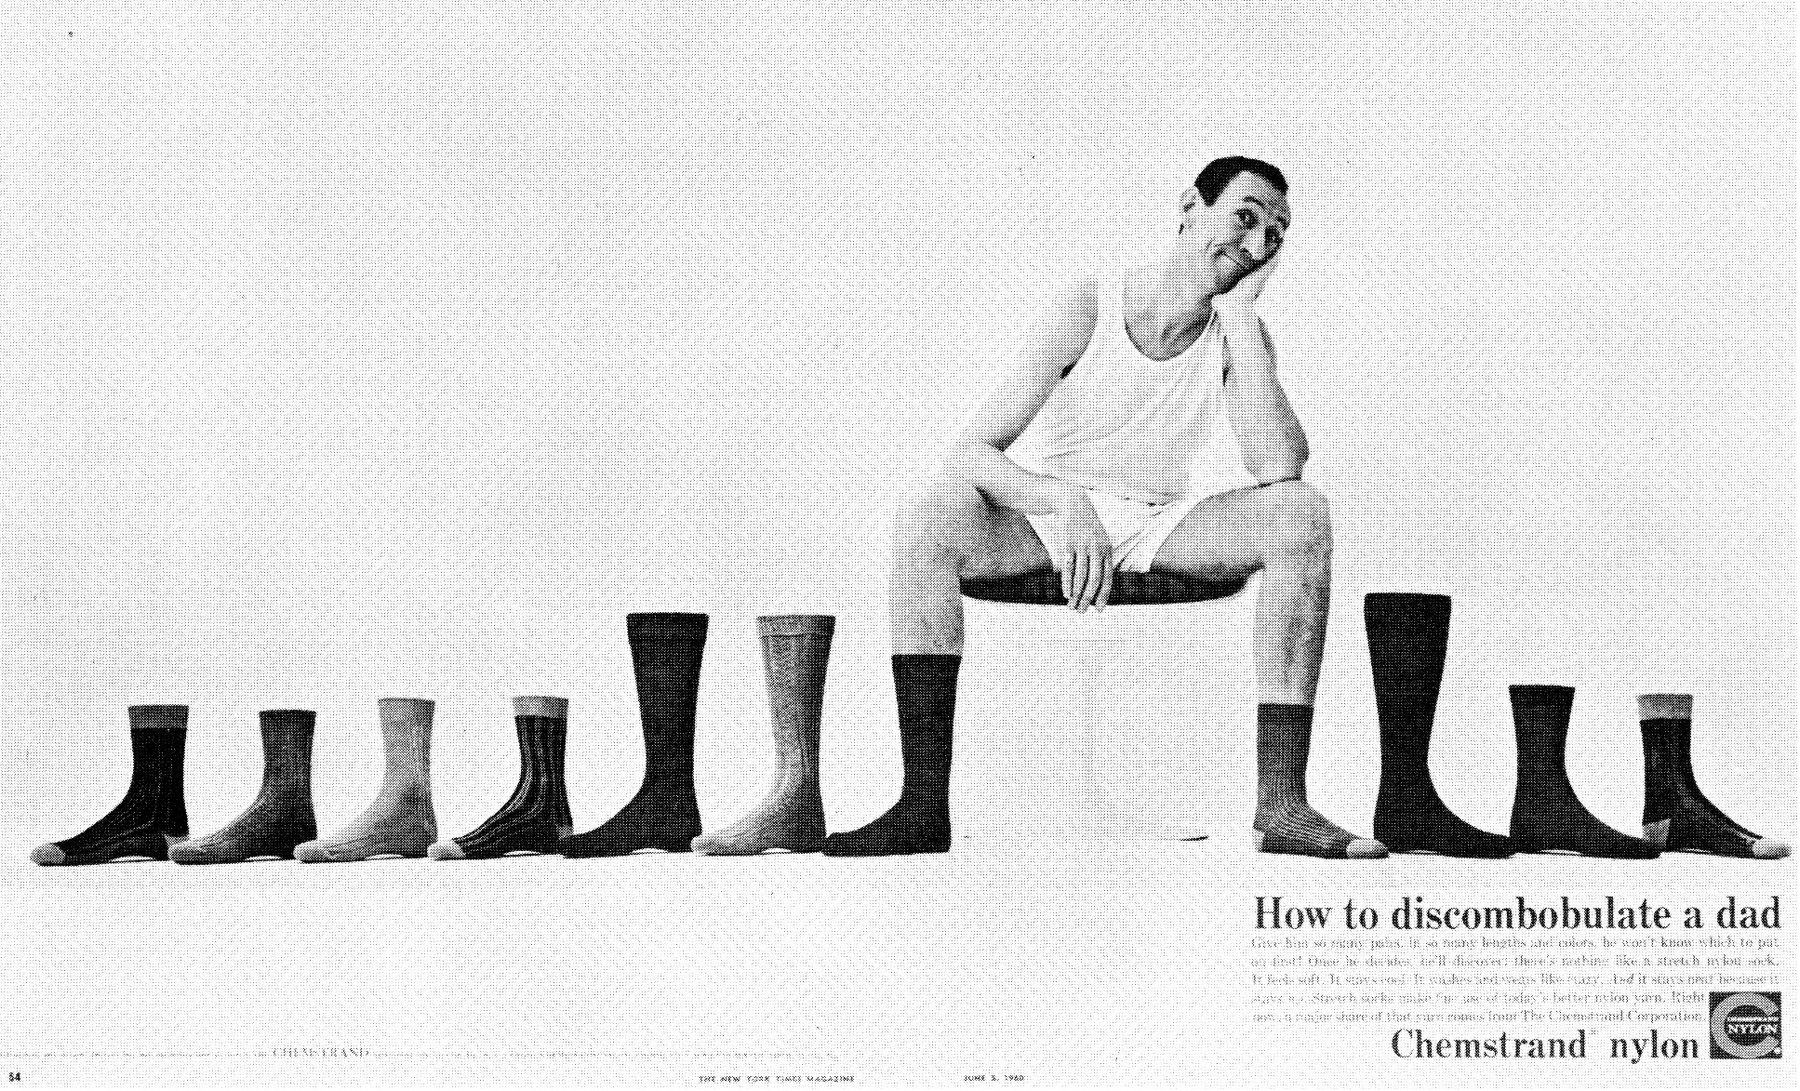 How to discombobulate a dad
Give him so many pairs, in so many lengths and colors, he won't know which to put
on first! Once he decides, he'll discover: there's nothing like a stretch nylon sock.
It feels soft. It stays cool. It washes and wears like crazy. And it stays neat because it
stays up. Stretch socks make fine use of today's better nylon yarn. Right
now, a major share of that yarn comes from The Chemstrand Corporation.
Chemstrand nylon
NYLON
CHEMSTRAND
54
THE NEW YORK TIMES MAGAZINE
JUNE 5, 1960